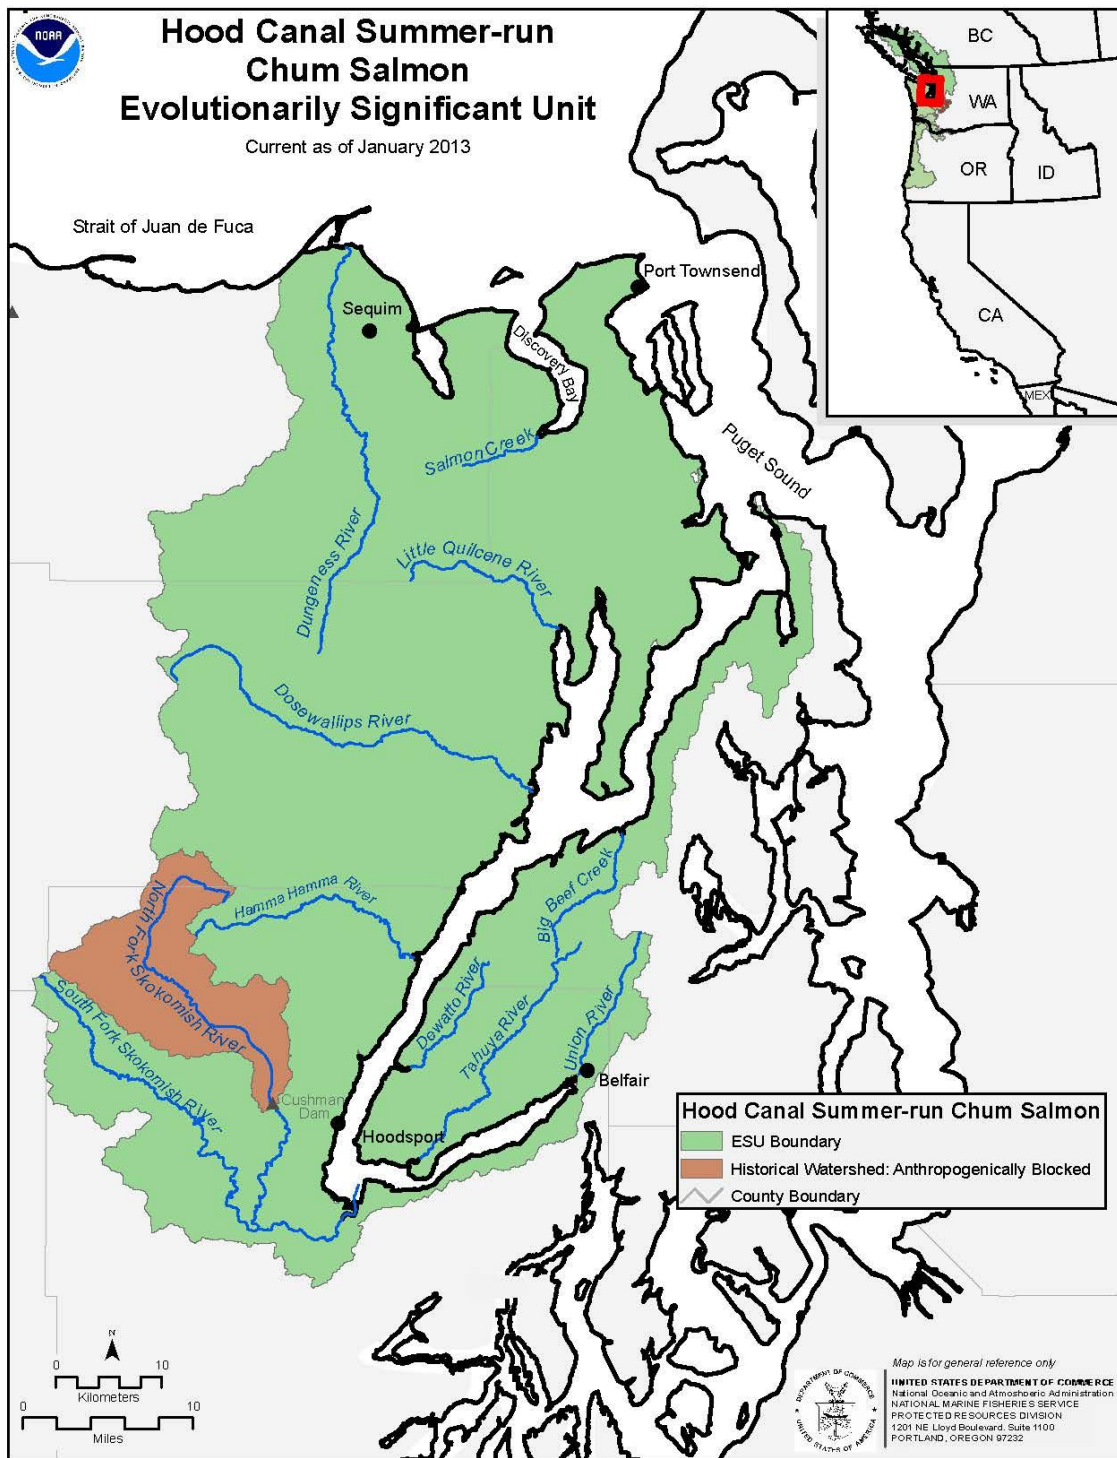 NOAA
Hood Canal Summer-run
Chum Salmon
Evolutionarily Significant Unit
Current as of January 2013
BC
WA
OR
ID
CA
MEX
Strait of Juan de Fuca
Port Townsend
Sequim
Discovery Bay
Salmon Creek
Puget Sound
Dungeness River
Little Quilcene River
Dosewallips River
North Fork Skokomish River
Hamma Hamma River
Big Beef Creek
South Fork Skokomish River
Dewatto River
Tahuya River
Union River
Belfair
Cushman
Dam
Hoodsport
Hood Canal Summer-run Chum Salmon
ESU Boundary
Historical Watershed: Anthropogenically Blocked
County Boundary
N
0 10
Kilometers
0 10
Miles
Map is for general reference only
DEPARTMENT OF COMMERCE
UNITED STATES OF AMERICA
UNITED STATES DEPARTMENT OF COMMERCE
National Oceanic and Atmospheric Administration
NATIONAL MARINE FISHERIES SERVICE
PROTECTED RESOURCES DIVISION
1201 NE Lloyd Boulevard. Suite 1100
PORTLAND, OREGON 97232